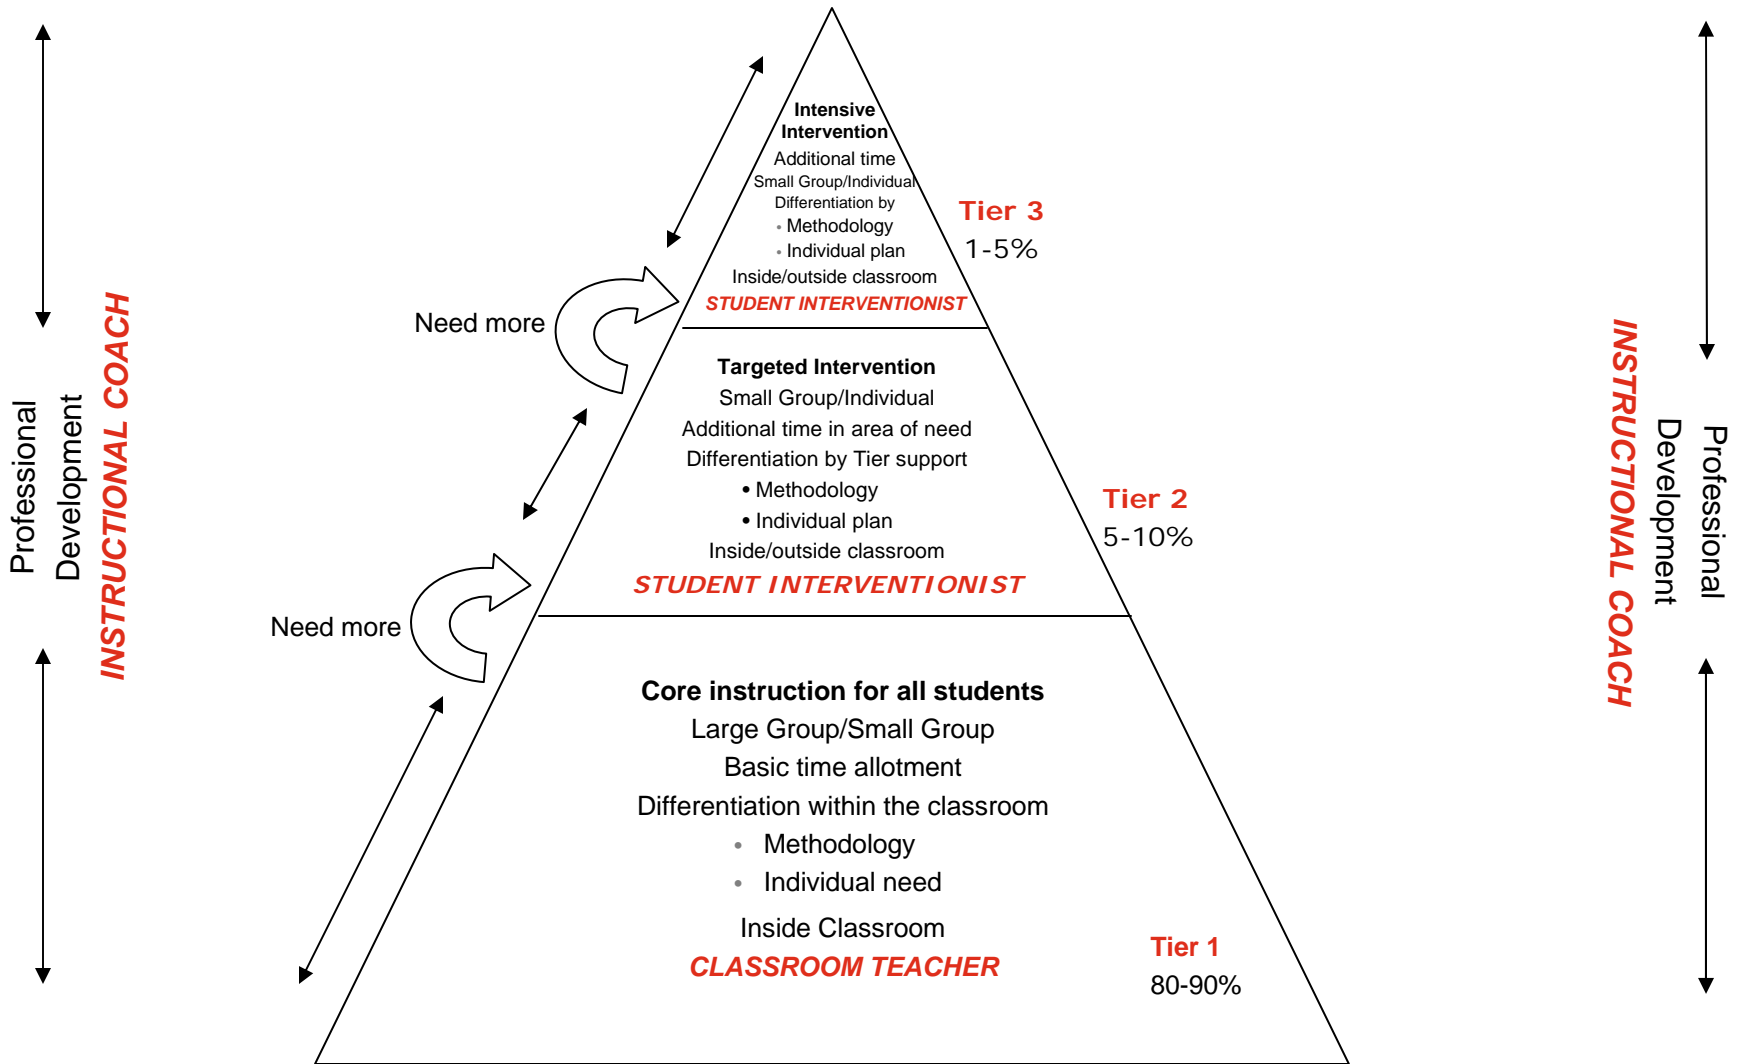 Professional
Development
INSTRUCTIONAL COACH
Need more
Need more
Intensive
Intervention
Additional time
Small Group/Individual
Differentiation by
• Methodology
• Individual plan
Inside/outside classroom
STUDENT INTERVENTIONIST
Tier 3
1-5%
Targeted Intervention
Small Group/Individual
Additional time in area of need
Differentiation by Tier support
• Methodology
• Individual plan
Inside/outside classroom
STUDENT INTERVENTIONIST
Tier 2
5-10%
Core instruction for all students
Large Group/Small Group
Basic time allotment
Differentiation within the classroom
• Methodology
• Individual need
Inside Classroom
CLASSROOM TEACHER
Tier 1
80-90%
Professional
Development
INSTRUCTIONAL COACH